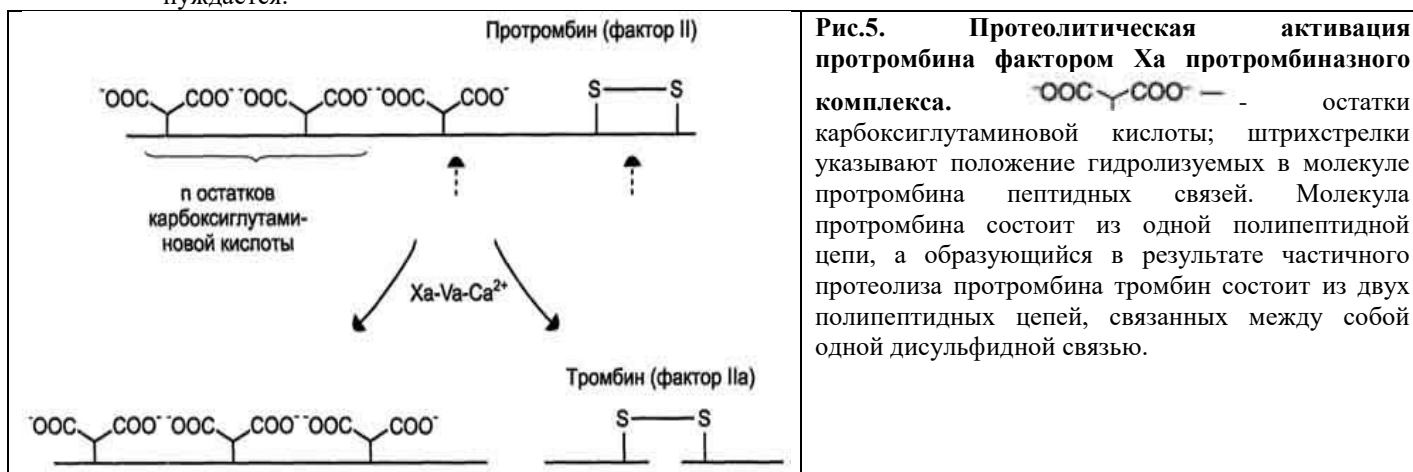 нуждается.
Протромбин (фактор II)
⁻OOC COO⁻ ⁻OOC COO⁻ ⁻OOC COO⁻ S S
n остатков
карбоксиглутами-
новой кислоты
Xa-Va-Ca²⁺
Тромбин (фактор IIa)
⁻OOC COO⁻ ⁻OOC COO⁻ ⁻OOC COO⁻ S S
Рис.5. Протеолитическая активация
протромбина фактором Xa протромбиназного
комплекса. ⁻OOC COO⁻ — - остатки
карбоксиглутаминовой кислоты; штрихстрелки
указывают положение гидролизуемых в молекуле
протромбина пептидных связей. Молекула
протромбина состоит из одной полипептидной
цепи, а образующийся в результате частичного
протеолиза протромбина тромбин состоит из двух
полипептидных цепей, связанных между собой
одной дисульфидной связью.